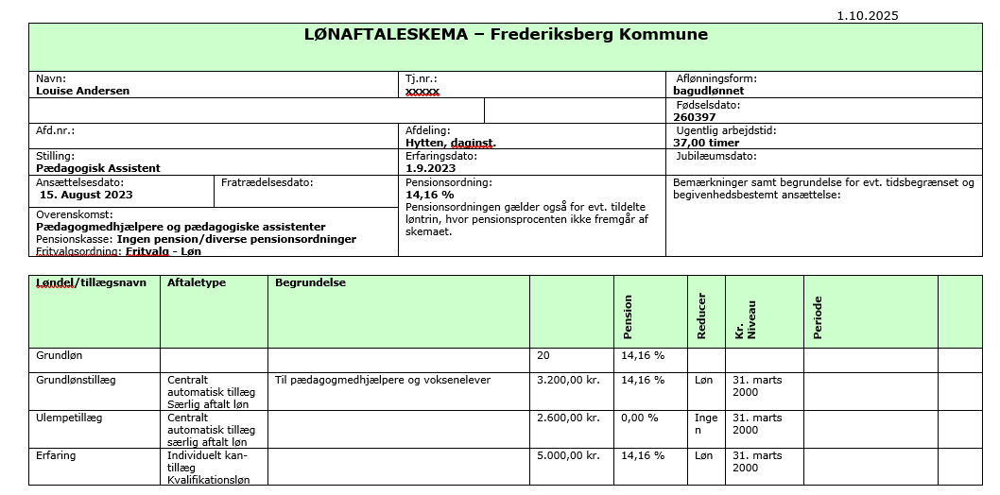 1.10.2025
LØNAFTALESKEMA – Frederiksberg Kommune
Navn:
Louise Andersen
Tj.nr.:
xxxxx
Aflønningsform:
bagudlønnet
Fødselsdato:
260397
Afd.nr.:
Afdeling:
Hytten, daginst.
Ugentlig arbejdstid:
37,00 timer
Stilling:
Pædagogisk Assistent
Erfaringsdato:
1.9.2023
Jubilæumsdato:
Ansættelsesdato:
15. August 2023
Fratrædelsesdato:
Pensionsordning:
14,16 %
Pensionsordningen gælder også for evt. tildelte
løntrin, hvor pensionsprocenten ikke fremgår af
skemaet.
Bemærkninger samt begrundelse for evt. tidsbegrænset og
begivenhedsbestemt ansættelse:
Overenskomst:
Pædagogmedhjælpere og pædagogiske assistenter
Pensionskasse: Ingen pension/diverse pensionsordninger
Fritvalgsordning: Fritvalg - Løn
Løndel/tillægsnavn
Aftaletype
Begrundelse
Pension
Reducer
Kr.
Niveau
Periode
Grundløn
20
14,16 %
Grundlønstillæg
Centralt
automatisk tillæg
Særlig aftalt løn
Til pædagogmedhjælpere og voksenelever
3.200,00 kr.
14,16 %
Løn
31. marts
2000
Ulempetillæg
Centralt
automatisk tillæg
særlig aftalt løn
2.600,00 kr.
0,00 %
Inge
n
31. marts
2000
Erfaring
Individuelt kan-
tillæg
Kvalifikationsløn
5.000,00 kr.
14,16 %
Løn
31. marts
2000